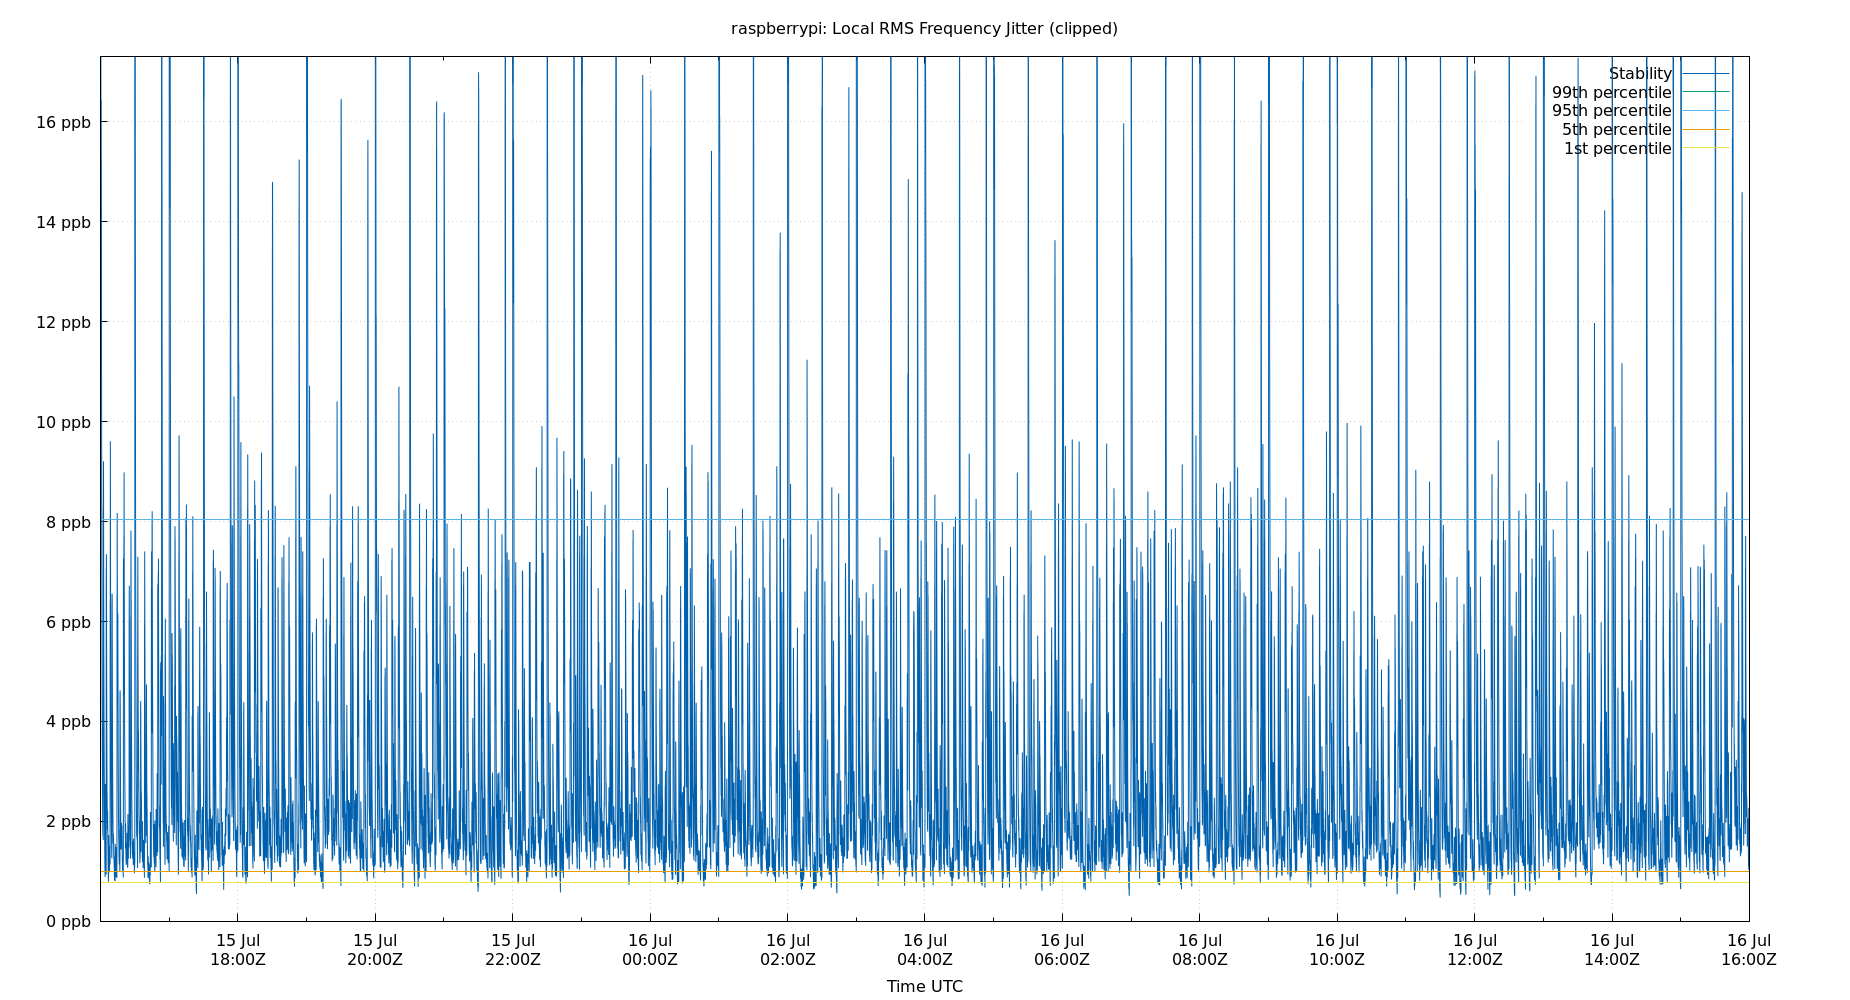 raspberrypi: Local RMS Frequency Jitter (clipped)
Stability
99th percentile
95th percentile
5th percentile
1st percentile
16 ppb
14 ppb
12 ppb
10 ppb
8 ppb
6 ppb
4 ppb
2 ppb
0 ppb
15 Jul 15 Jul 15 Jul 16 Jul 16 Jul 16 Jul 16 Jul 16 Jul 16 Jul 16 Jul 16 Jul 16 Jul
18:00Z 20:00Z 22:00Z 00:00Z 02:00Z 04:00Z 06:00Z 08:00Z 10:00Z 12:00Z 14:00Z 16:00Z
Time UTC